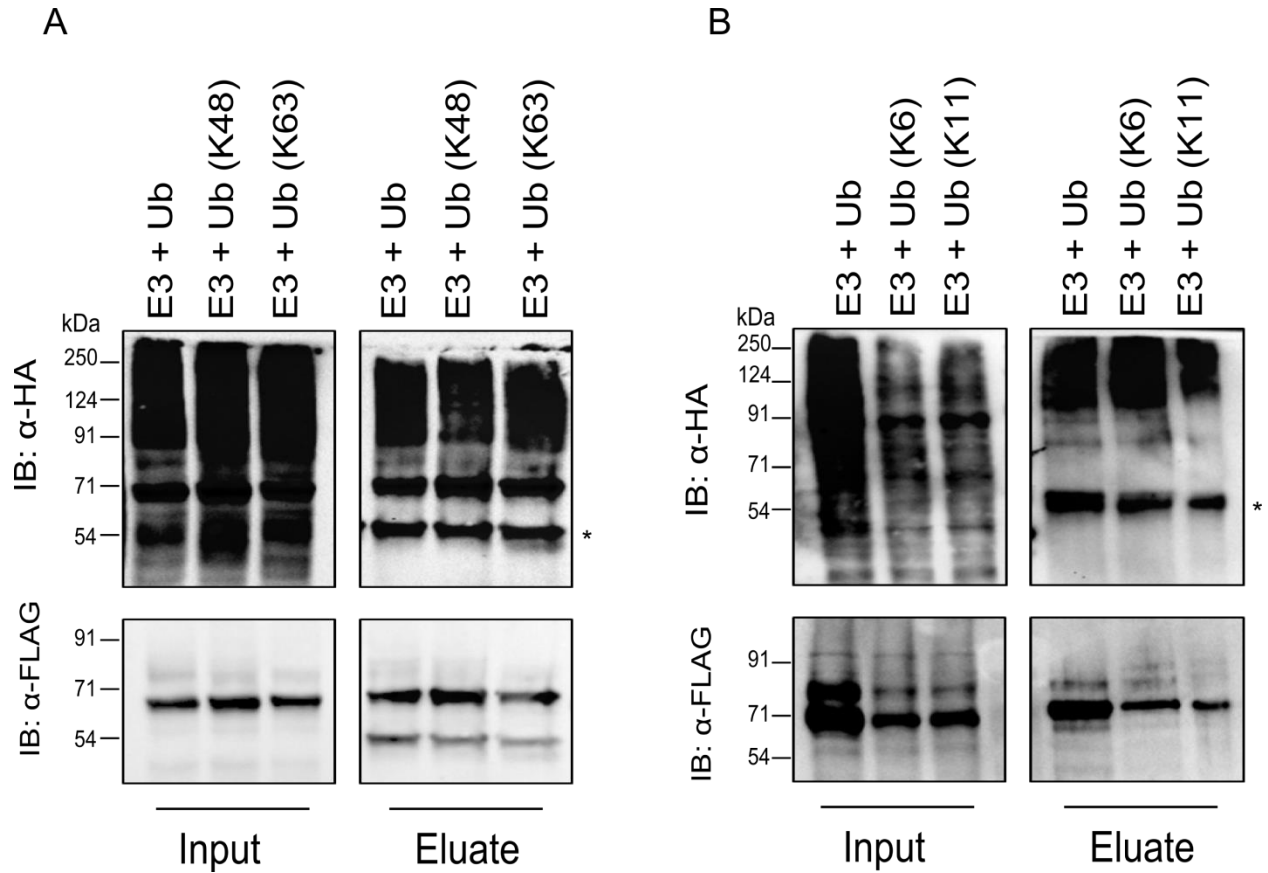 A
B
E3 + Ub
E3 + Ub (K48)
E3 + Ub (K63)
E3 + Ub
E3 + Ub (K48)
E3 + Ub (K63)
E3 + Ub
E3 + Ub (K6)
E3 + Ub (K11)
E3 + Ub
E3 + Ub (K6)
E3 + Ub (K11)
kDa
250
124
91
71
54
IB: α-HA
*
91
71
54
IB: α-FLAG
Input
Eluate
kDa
250
124
91
71
54
IB: α-HA
*
91
71
54
IB: α-FLAG
Input
Eluate